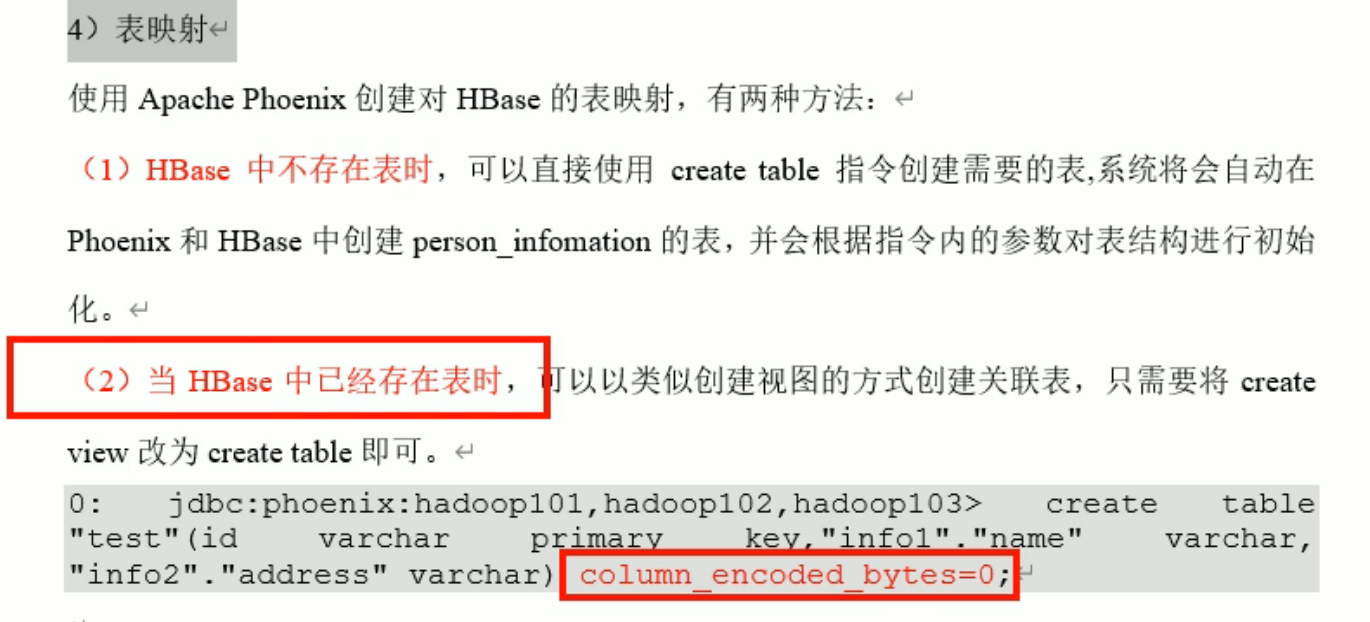 4）表映射↵
使用 Apache Phoenix 创建对 HBase 的表映射，有两种方法：↵
（1）HBase 中不存在表时，可以直接使用 create table 指令创建需要的表,系统将会自动在
Phoenix 和 HBase 中创建 person_infomation 的表，并会根据指令内的参数对表结构进行初始
化。↵
（2）当 HBase 中已经存在表时，可以以类似创建视图的方式创建关联表，只需要将 create
view 改为 create table 即可。↵
0: jdbc:phoenix:hadoop101,hadoop102,hadoop103> create table
"test"(id varchar primary key,"info1"."name" varchar,
"info2"."address" varchar) column_encoded_bytes=0;↵